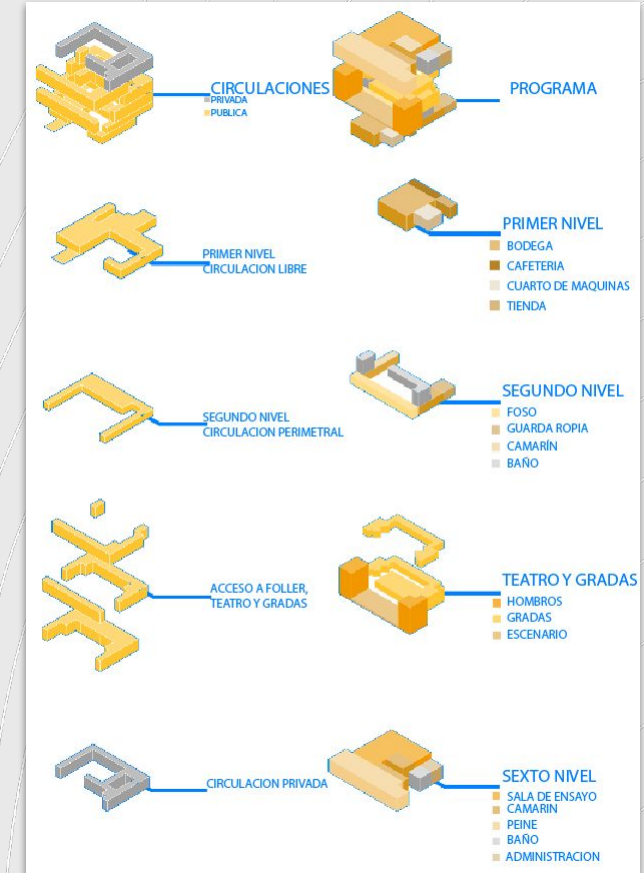 CIRCULACIONES
PRIVADA
PUBLICA
PROGRAMA
PRIMER NIVEL
CIRCULACION LIBRE
PRIMER NIVEL
BODEGA
CAFETERIA
CUARTO DE MAQUINAS
TIENDA
SEGUNDO NIVEL
CIRCULACION PERIMETRAL
SEGUNDO NIVEL
FOSO
GUARDA ROPIA
CAMARÍN
BAÑO
ACCESO A FOLLER,
TEATRO Y GRADAS
TEATRO Y GRADAS
HOMBROS
GRADAS
ESCENARIO
CIRCULACION PRIVADA
SEXTO NIVEL
SALA DE ENSAYO
CAMARIN
PEINE
BAÑO
ADMINISTRACION